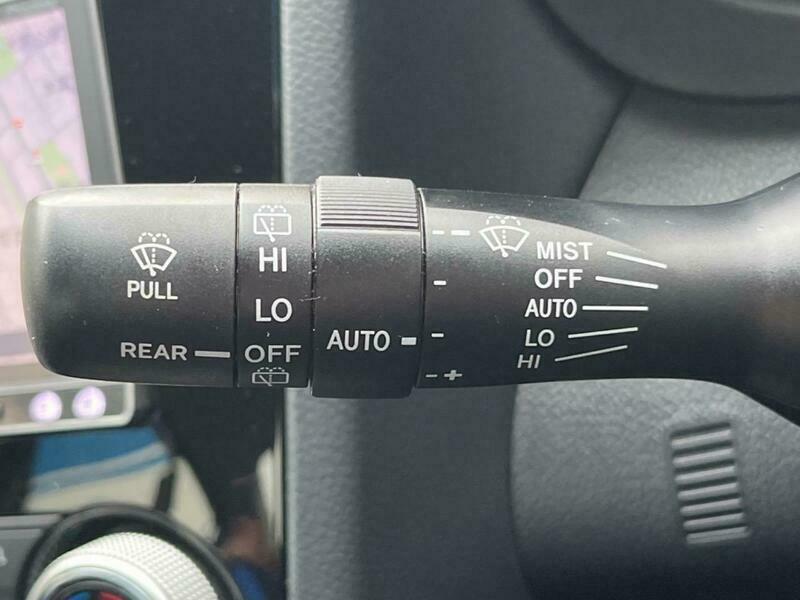 PULL
REAR
HI
LO
OFF
AUTO
MIST
OFF
AUTO
LO
HI
- +